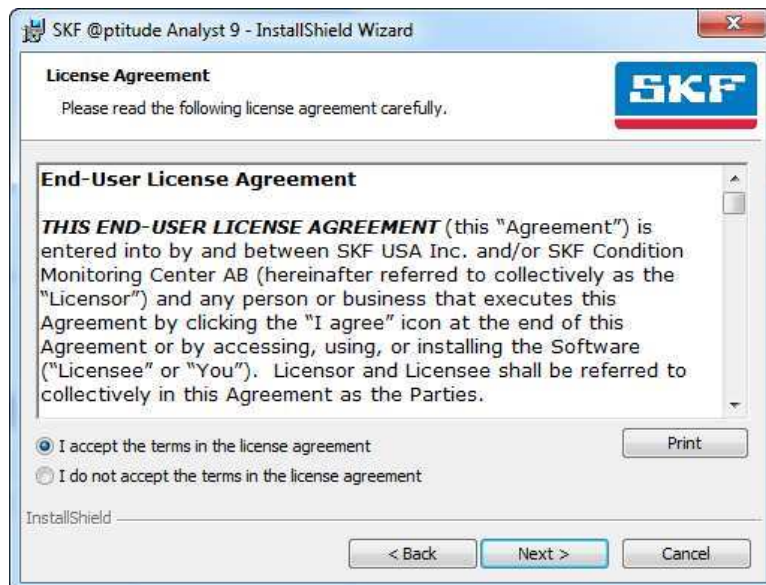 SKF @ptitude Analyst 9 - InstallShield Wizard
License Agreement
Please read the following license agreement carefully.
SKF
End-User License Agreement
THIS END-USER LICENSE AGREEMENT (this “Agreement”) is
entered into by and between SKF USA Inc. and/or SKF Condition
Monitoring Center AB (hereinafter referred to collectively as the
“Licensor”) and any person or business that executes this
Agreement by clicking the “I agree” icon at the end of this
Agreement or by accessing, using, or installing the Software
(“Licensee” or “You”).  Licensor and Licensee shall be referred to
collectively in this Agreement as the Parties.
I accept the terms in the license agreement
Print
I do not accept the terms in the license agreement
InstallShield
< Back
Next >
Cancel